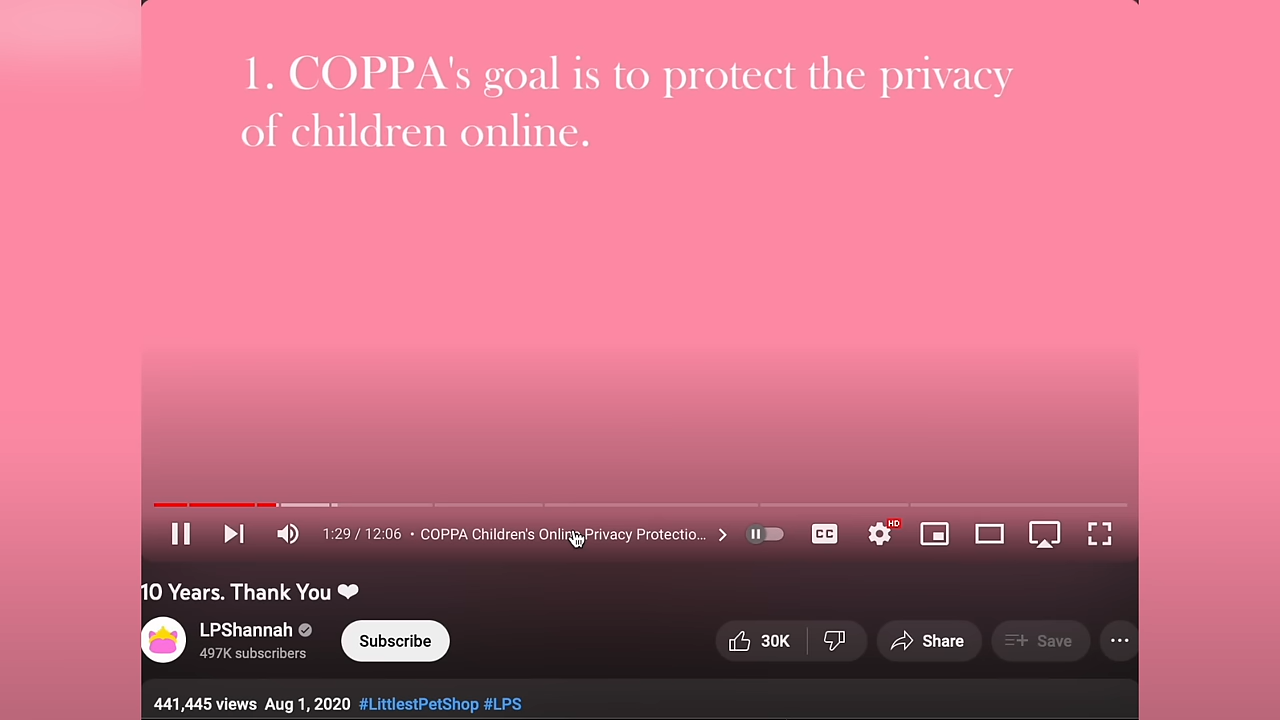 1. COPPA's goal is to protect the privacy
of children online.
1:29 / 12:06 • COPPA Children's Online Privacy Protectio...
CC
HD
10 Years. Thank You ❤
LPShannah
497K subscribers
Subscribe
30K
Share
Save
441,445 views Aug 1, 2020 #LittlestPetShop #LPS